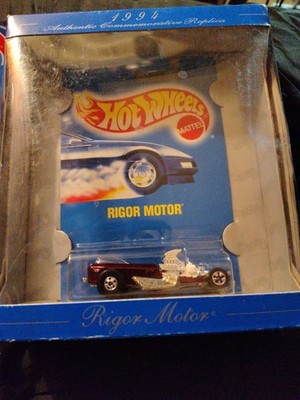 1994
Authentic Commemorative Replica
Hot Wheels
MATTEL
RIGOR MOTOR
Rigor Motor